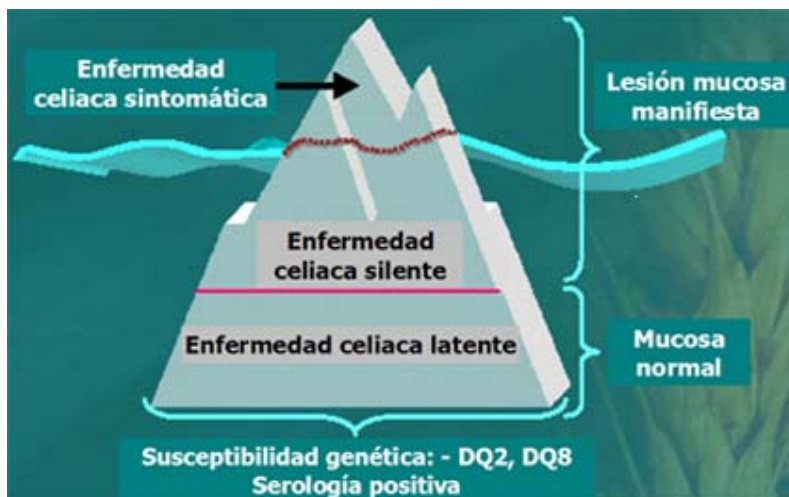 Enfermedad
celiaca sintomática
Lesión mucosa
manifiesta
Enfermedad
celiaca silente
Enfermedad celiaca latente
Mucosa
normal
Susceptibilidad genética: - DQ2, DQ8
Serología positiva